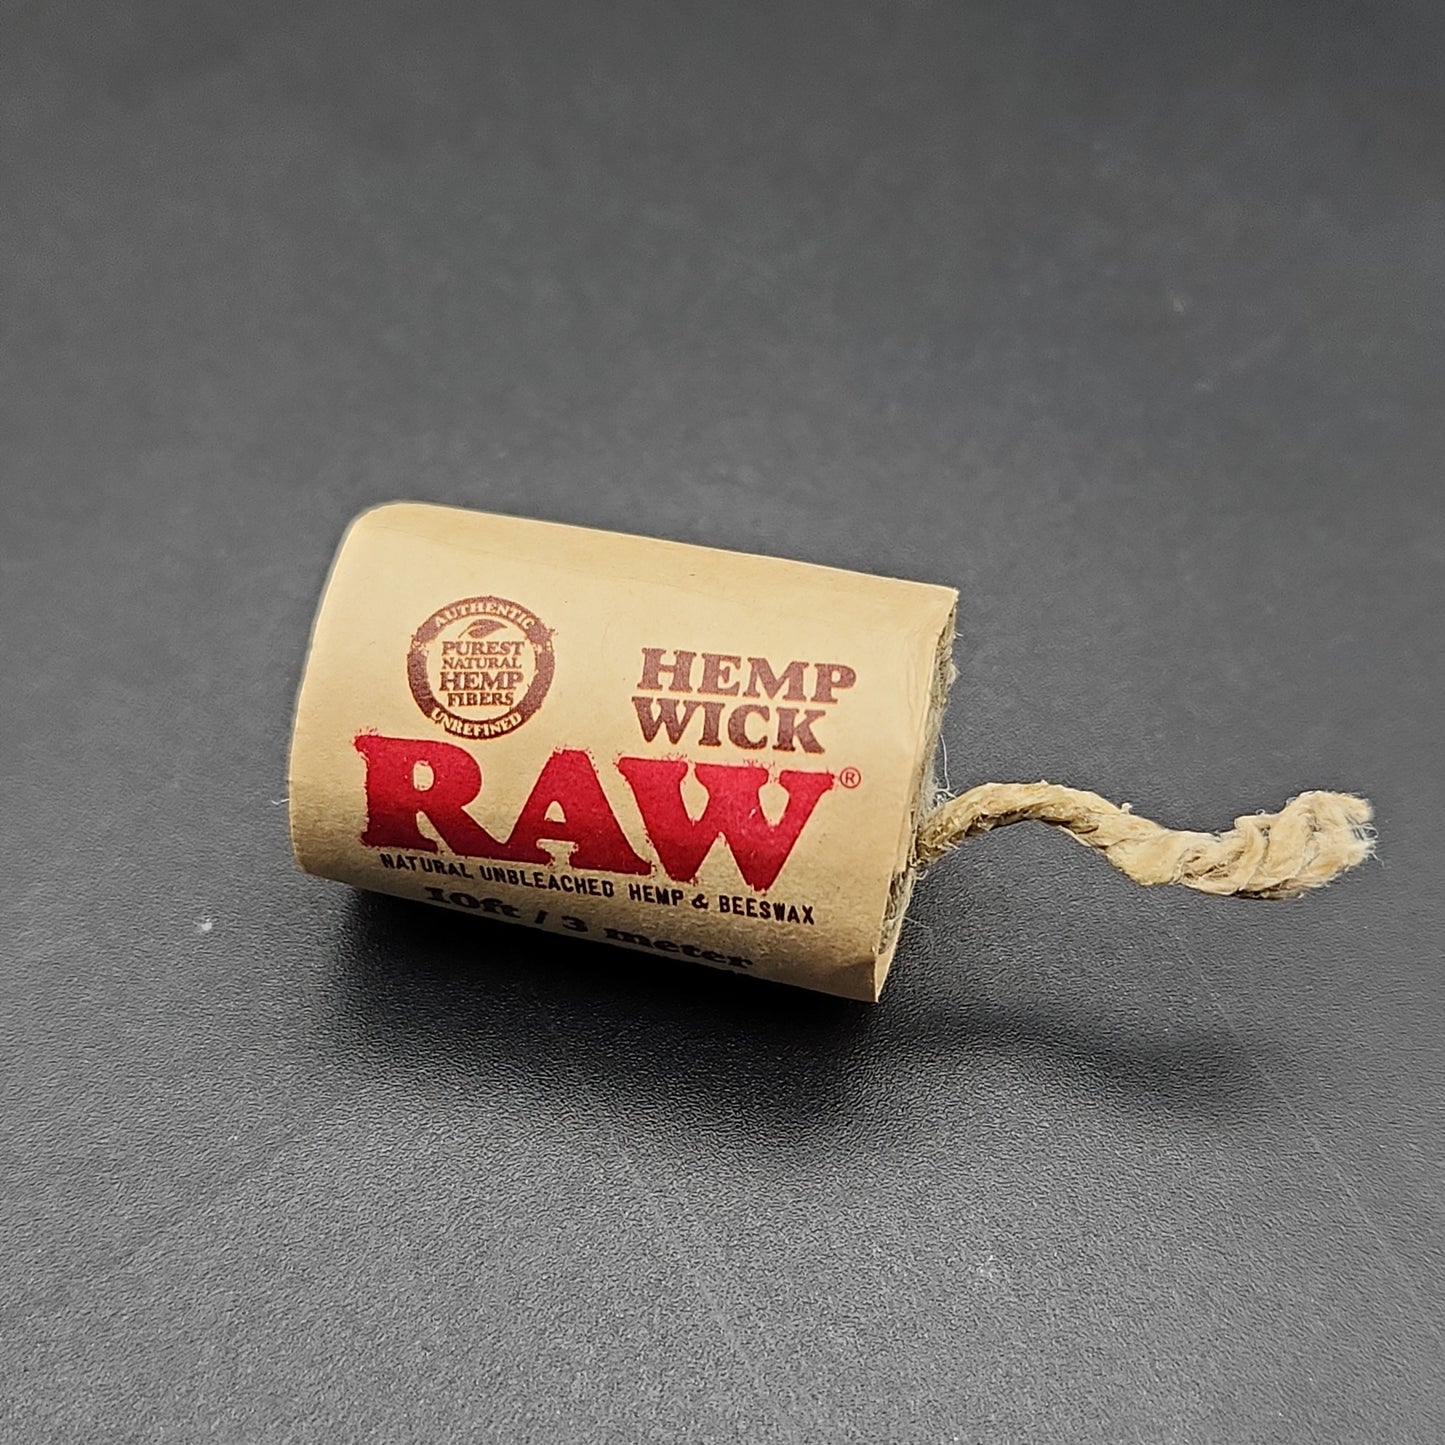 AUTHENTIC
PUREST
NATURAL
HEMP
FIBERS
UNREFINED
HEMP
WICK
RAW®
NATURAL UNBLEACHED HEMP & BEESWAX
10ft / 3 meter